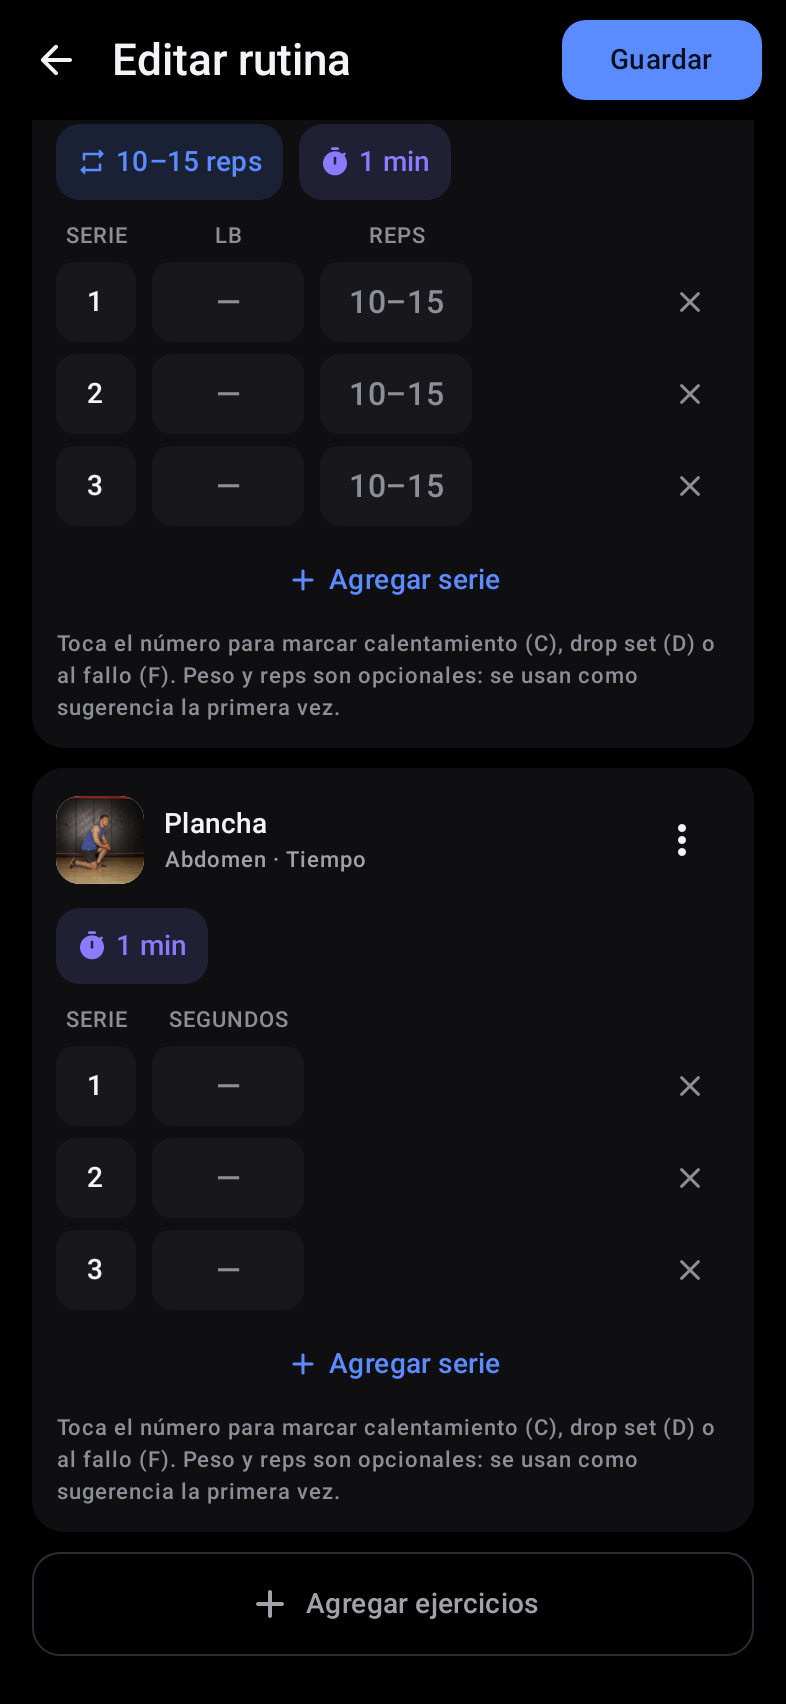 Editar rutina
Guardar
10–15 reps
1 min
SERIE LB REPS
1 — 10–15
2 — 10–15
3 — 10–15
+ Agregar serie
Toca el número para marcar calentamiento (C), drop set (D) o
al fallo (F). Peso y reps son opcionales: se usan como
sugerencia la primera vez.
Plancha
Abdomen · Tiempo
1 min
SERIE SEGUNDOS
1 —
2 —
3 —
+ Agregar serie
Toca el número para marcar calentamiento (C), drop set (D) o
al fallo (F). Peso y reps son opcionales: se usan como
sugerencia la primera vez.
+ Agregar ejercicios